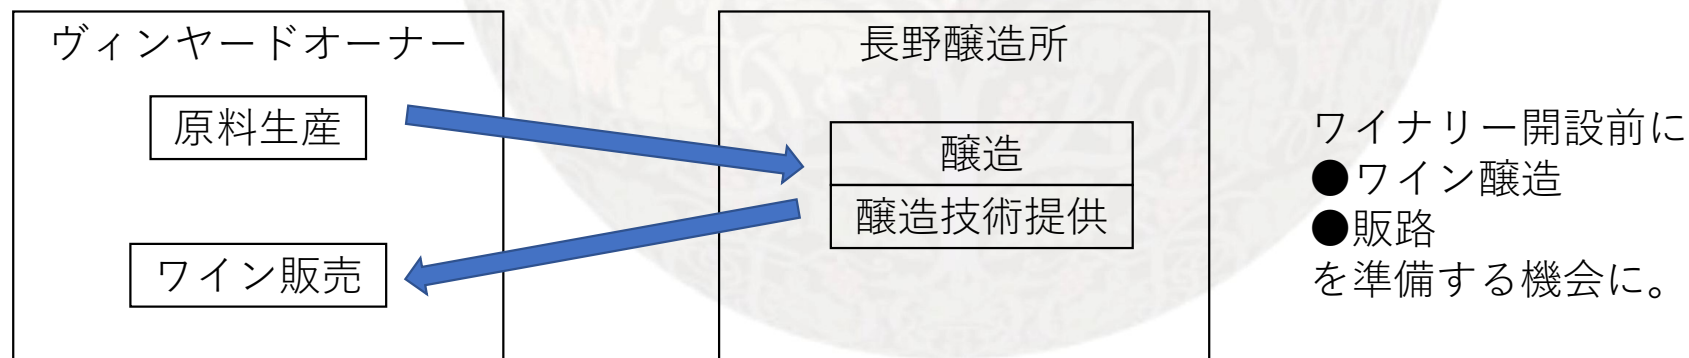 ヴィンヤードオーナー
原料生産
ワイン販売
長野醸造所
醸造
醸造技術提供
ワイナリー開設前に
●ワイン醸造
●販路
を準備する機会に。